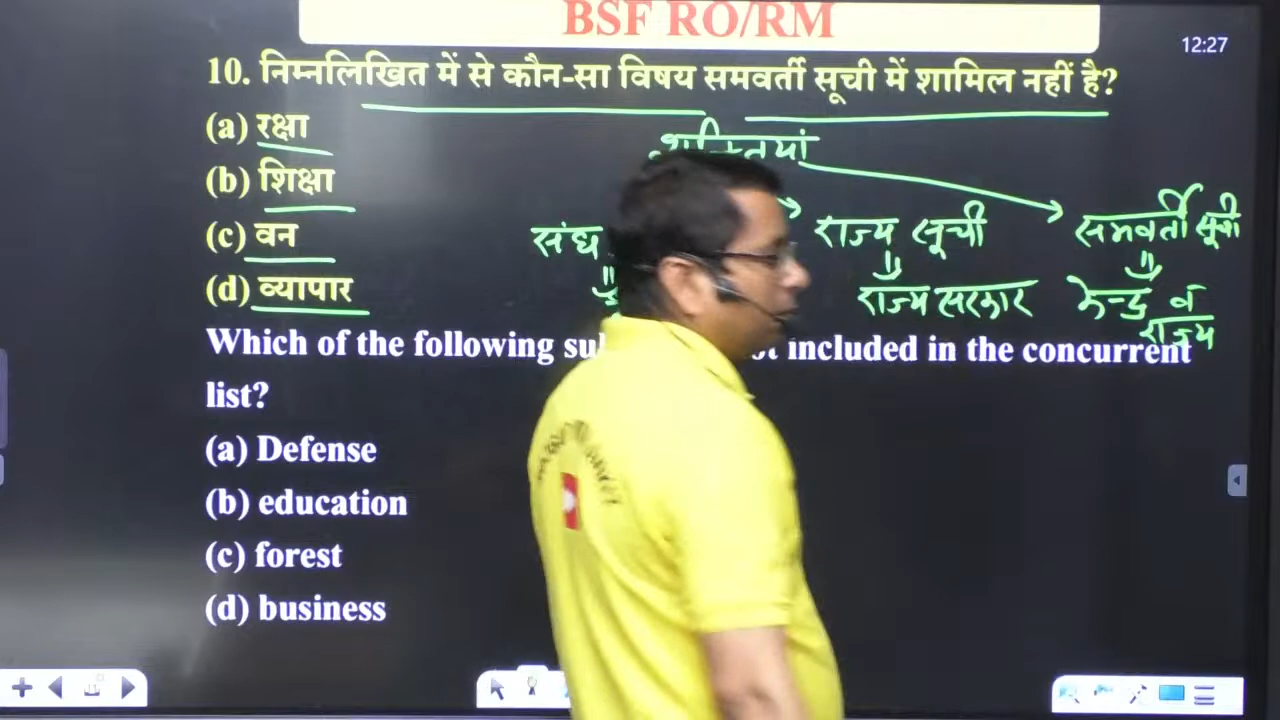 BSF RO/RM
12:27
10. निम्नलिखित में से कौन-सा विषय समवर्ती सूची में शामिल नहीं है?
(a) रक्षा
(b) शिक्षा
(c) वन
(d) व्यापार
संघ राज्य सूची समवर्ती सूची
राज्य सरकार केन्द्र व
राज्य
Which of the following included in the concurrent
list?
(a) Defense
(b) education
(c) forest
(d) business